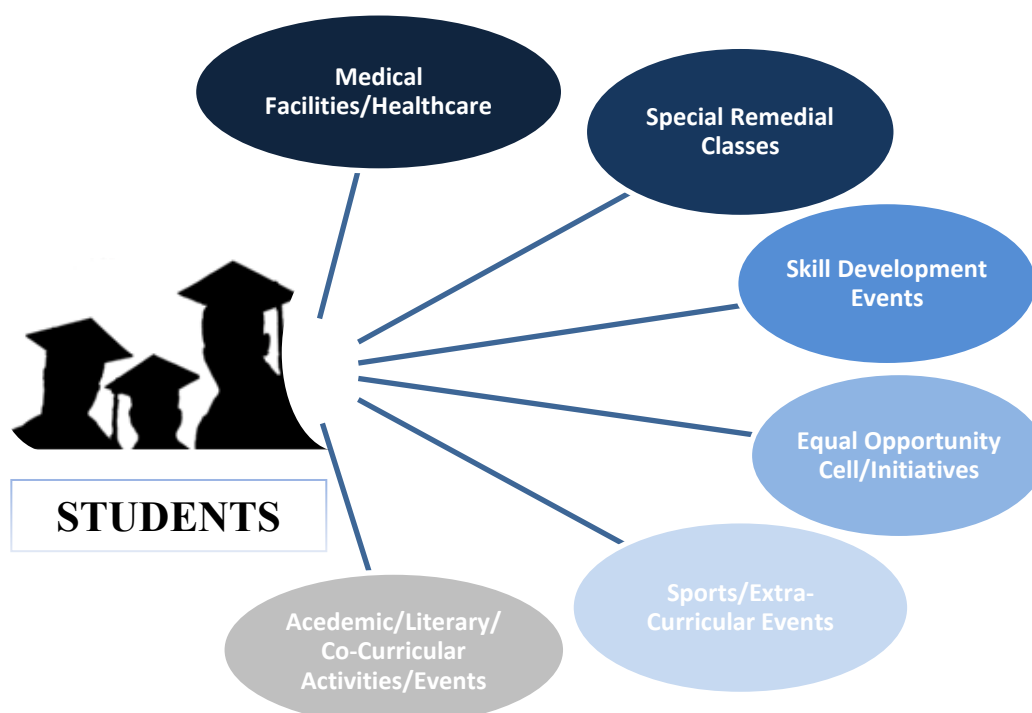 Medical
Facilities/Healthcare
Special Remedial
Classes
Skill Development
Events
Equal Opportunity
Cell/Initiatives
Sports/Extra-
Curricular Events
Acedemic/Literary/
Co-Curricular
Activities/Events
STUDENTS